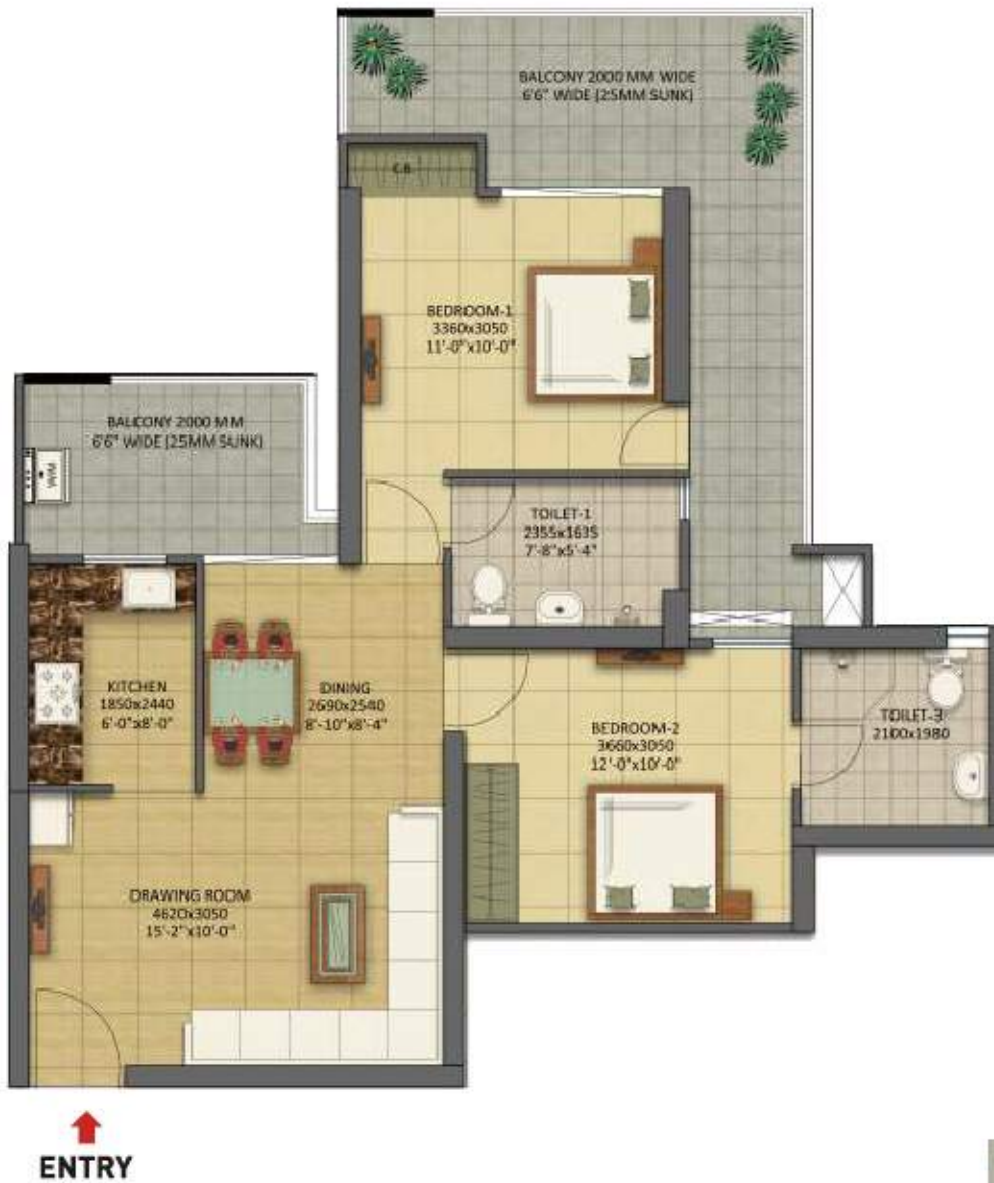 BALCONY 2000 MM WIDE
6'6" WIDE (25MM SUNK)
C.B.
BEDROOM-1
3360x3050
11'-0"x10'-0"
BALCONY 2000 MM
6'6" WIDE (25MM SUNK)
W/M
TOILET-1
2355x1635
7'-8"x5'-4"
KITCHEN
1850x2440
6'-0"x8'-0"
DINING
2690x2540
8'-10"x8'-4"
BEDROOM-2
3660x3050
12'-0"x10'-0"
TOILET-3
2100x1980
DRAWING ROOM
4620x3050
15'-2"x10'-0"
ENTRY